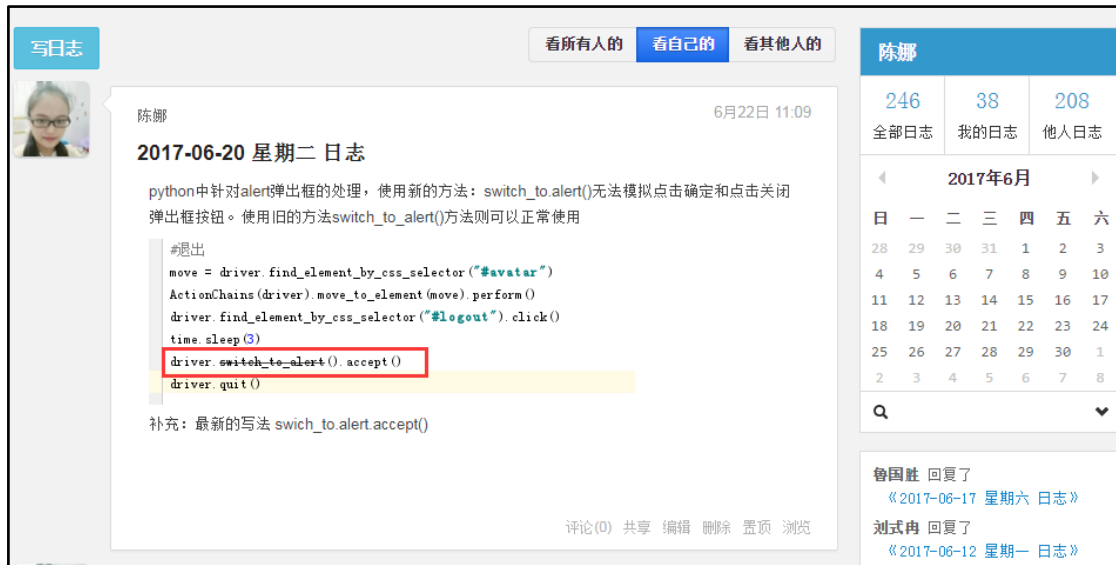 写日志
看所有人的 看自己的 看其他人的
陈娜
6月22日 11:09
2017-06-20 星期二 日志
python中针对alert弹出框的处理，使用新的方法：switch_to.alert()无法模拟点击确定和点击关闭
弹出框按钮。使用旧的方法switch_to_alert()方法则可以正常使用
#退出
move = driver.find_element_by_css_selector("#avatar")
ActionChains(driver).move_to_element(move).perform()
driver.find_element_by_css_selector("#logout").click()
time.sleep(3)
driver.switch_to_alert().accept()
driver.quit()
补充：最新的写法 swich_to.alert.accept()
评论(0) 共享 编辑 删除 置顶 浏览
陈娜
246 38 208
全部日志 我的日志 他人日志
2017年6月
日 一 二 三 四 五 六
28 29 30 31 1 2 3
4 5 6 7 8 9 10
11 12 13 14 15 16 17
18 19 20 21 22 23 24
25 26 27 28 29 30 1
2 3 4 5 6 7 8
鲁国胜 回复了
《2017-06-17 星期六 日志》
刘式冉 回复了
《2017-06-12 星期一 日志》